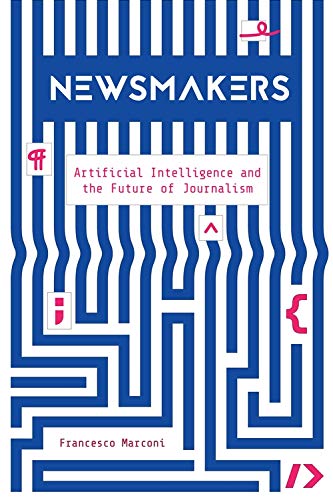 NEWSMAKERS
¶
Artificial Intelligence and
the Future of Journalism
^
;
{
Francesco Marconi
/>